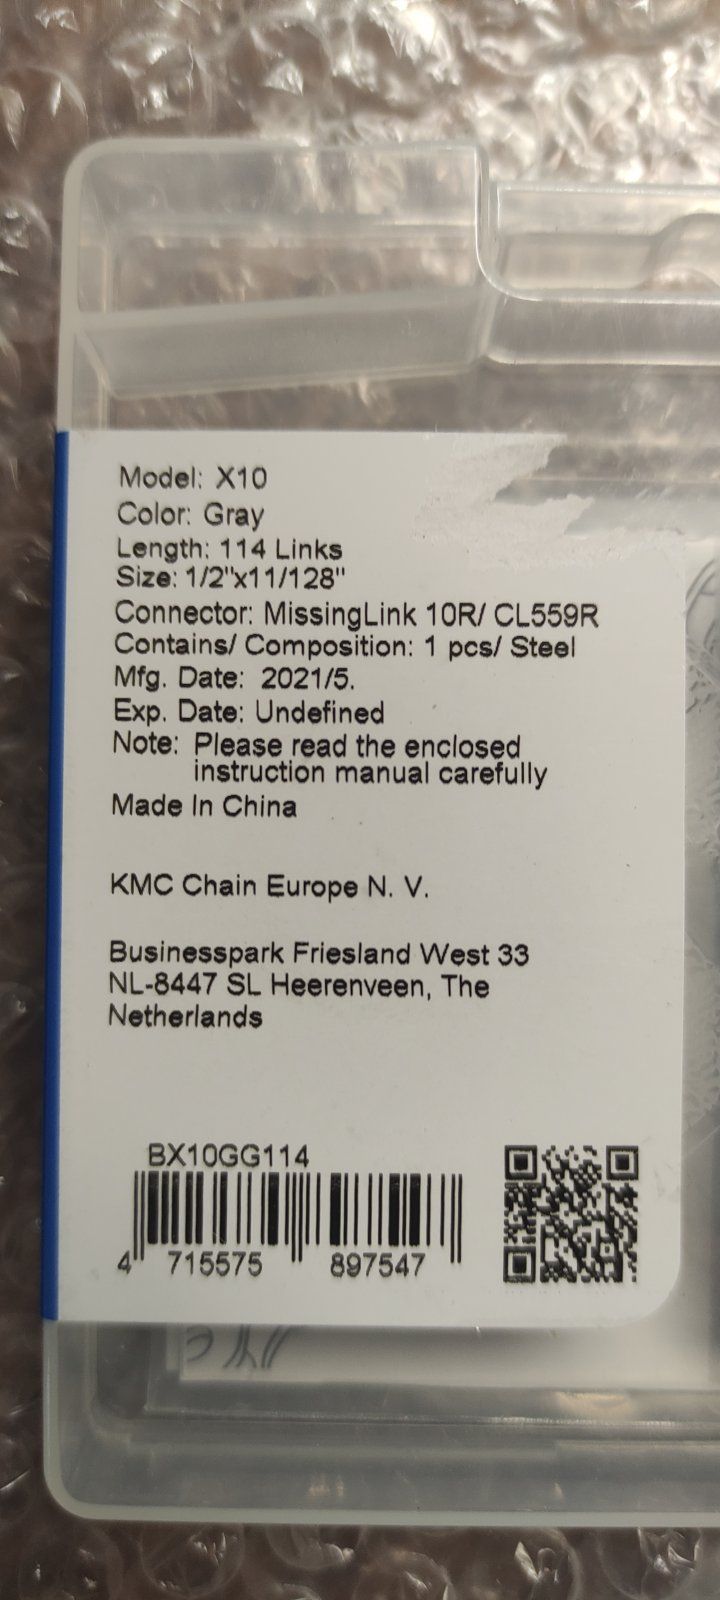 Model: X10
Color: Gray
Length: 114 Links
Size: 1/2"x11/128"
Connector: MissingLink 10R/ CL559R
Contains/ Composition: 1 pcs/ Steel
Mfg. Date: 2021/5.
Exp. Date: Undefined
Note: Please read the enclosed
instruction manual carefully
Made In China
KMC Chain Europe N. V.
Businesspark Friesland West 33
NL-8447 SL Heerenveen, The
Netherlands
BX10GG114
4 715575 897547